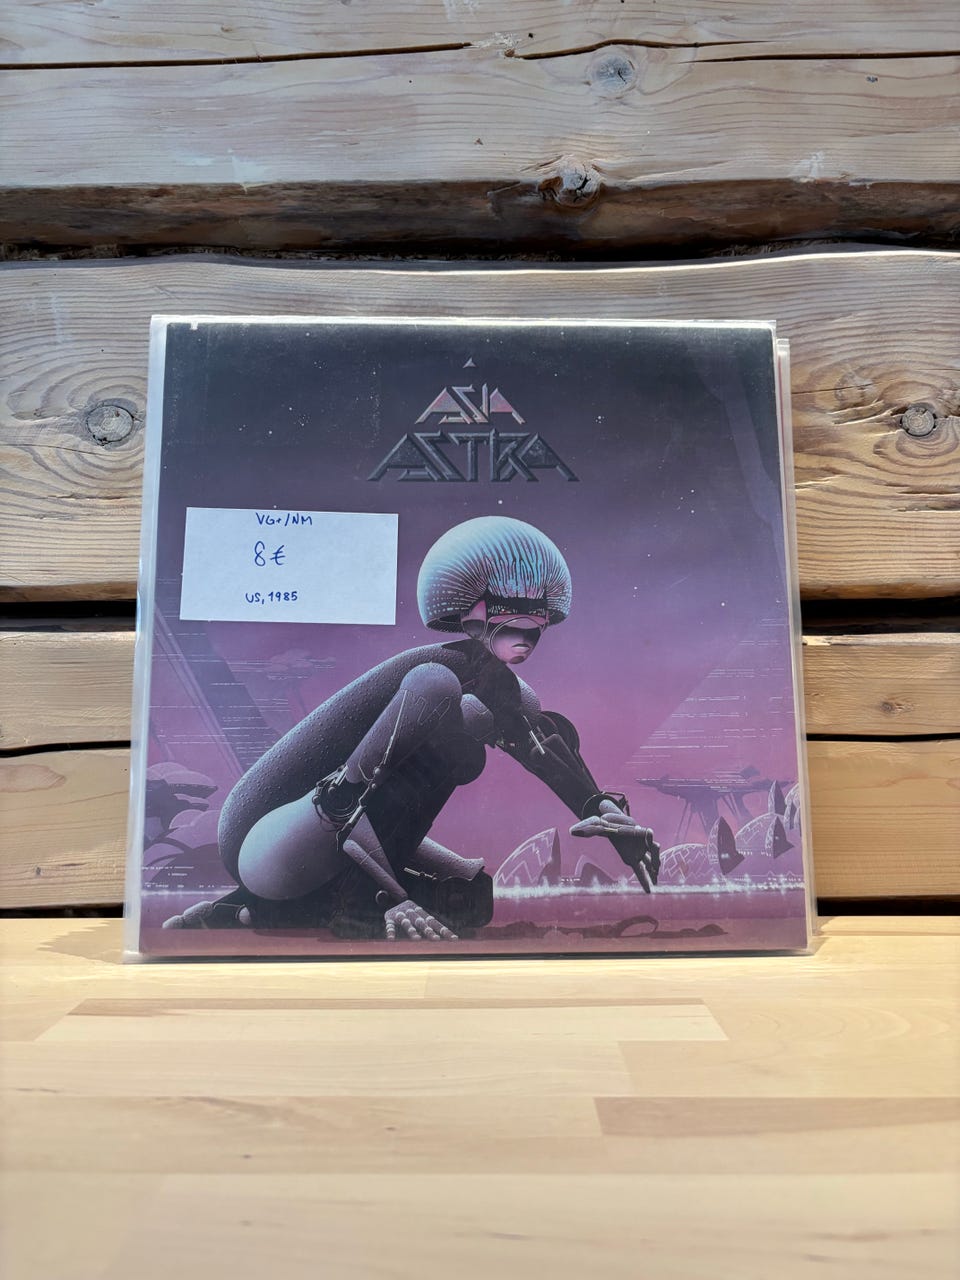 ASIA
ASTRA
VG+/NM
8 €
US, 1985